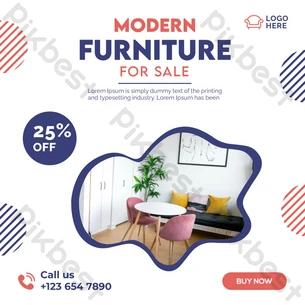 MODERN
FURNITURE
FOR SALE
LOGO
HERE
Lorem Ipsum is simply dummy text of the printing
and typesetting industry. Lorem Ipsum has
25%
OFF
Call us
+123 654 7890
BUY NOW
pikbest